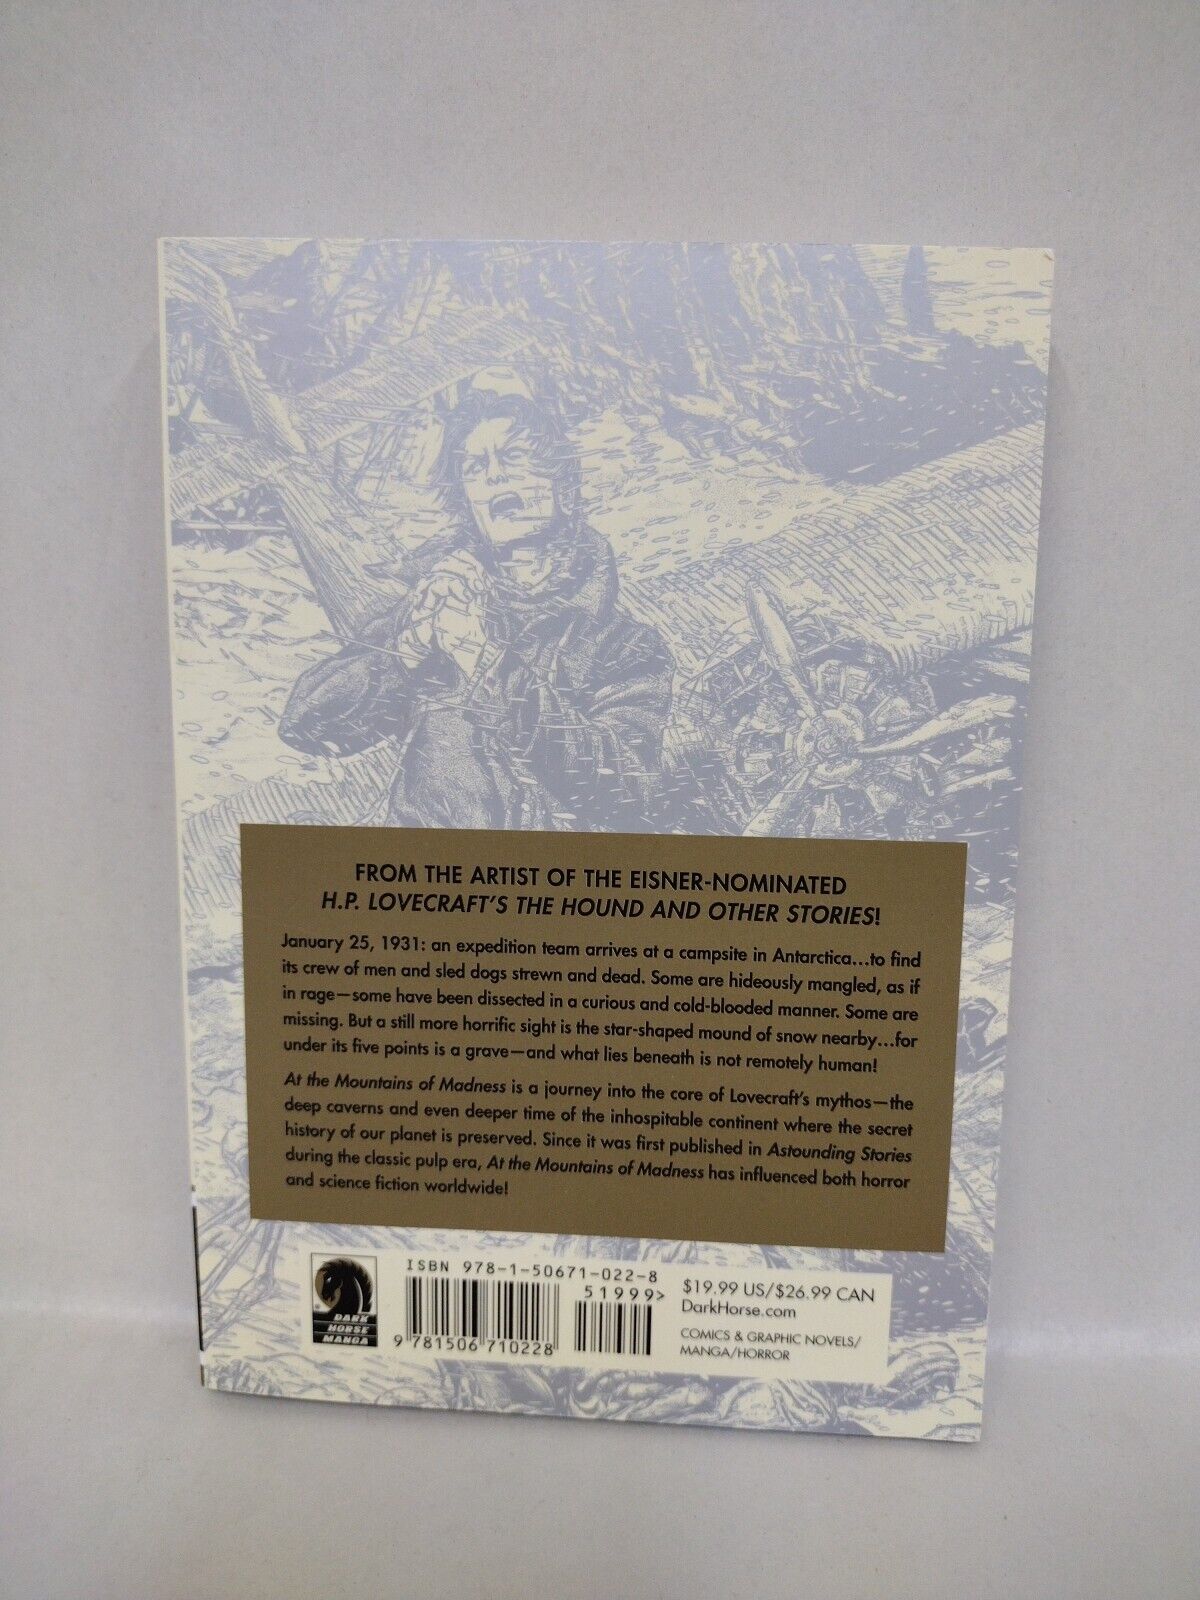 FROM THE ARTIST OF THE EISNER-NOMINATED
H.P. LOVECRAFT'S THE HOUND AND OTHER STORIES!
January 25, 1931: an expedition team arrives at a campsite in Antarctica...to find
its crew of men and sled dogs strewn and dead. Some are hideously mangled, as if
in rage—some have been dissected in a curious and cold-blooded manner. Some are
missing. But a still more horrific sight is the star-shaped mound of snow nearby...for
under its five points is a grave—and what lies beneath is not remotely human!
At the Mountains of Madness is a journey into the core of Lovecraft's mythos—the
deep caverns and even deeper time of the inhospitable continent where the secret
history of our planet is preserved. Since it was first published in Astounding Stories
during the classic pulp era, At the Mountains of Madness has influenced both horror
and science fiction worldwide!
DARK
HORSE
MANGA
ISBN 978-1-50671-022-8
51999>
9 781506 710228
$19.99 US/$26.99 CAN
DarkHorse.com
COMICS & GRAPHIC NOVELS/
MANGA/HORROR